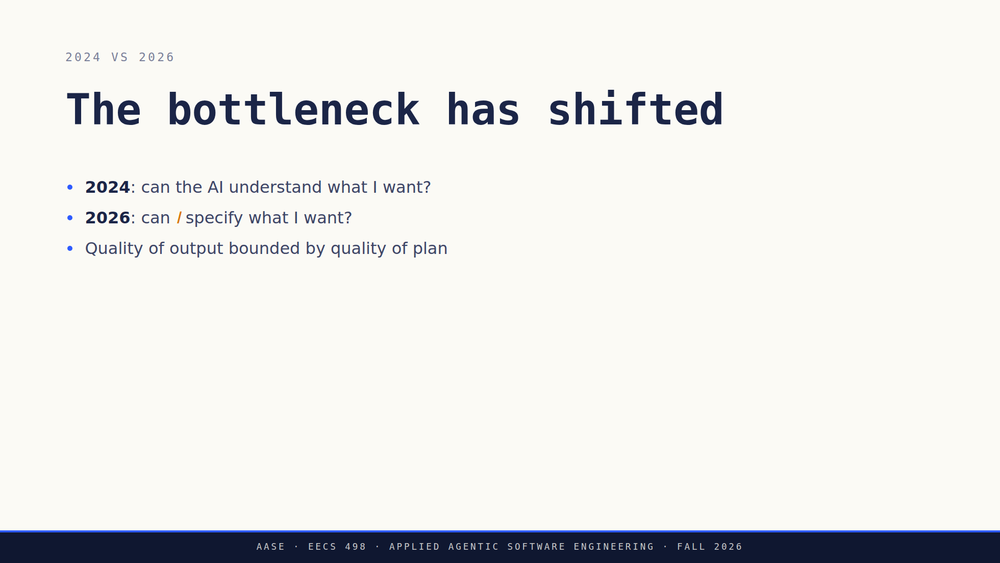 2024 VS 2026
The bottleneck has shifted
• 2024: can the AI understand what I want?
• 2026: can I specify what I want?
• Quality of output bounded by quality of plan
AASE · EECS 498 · APPLIED AGENTIC SOFTWARE ENGINEERING · FALL 2026